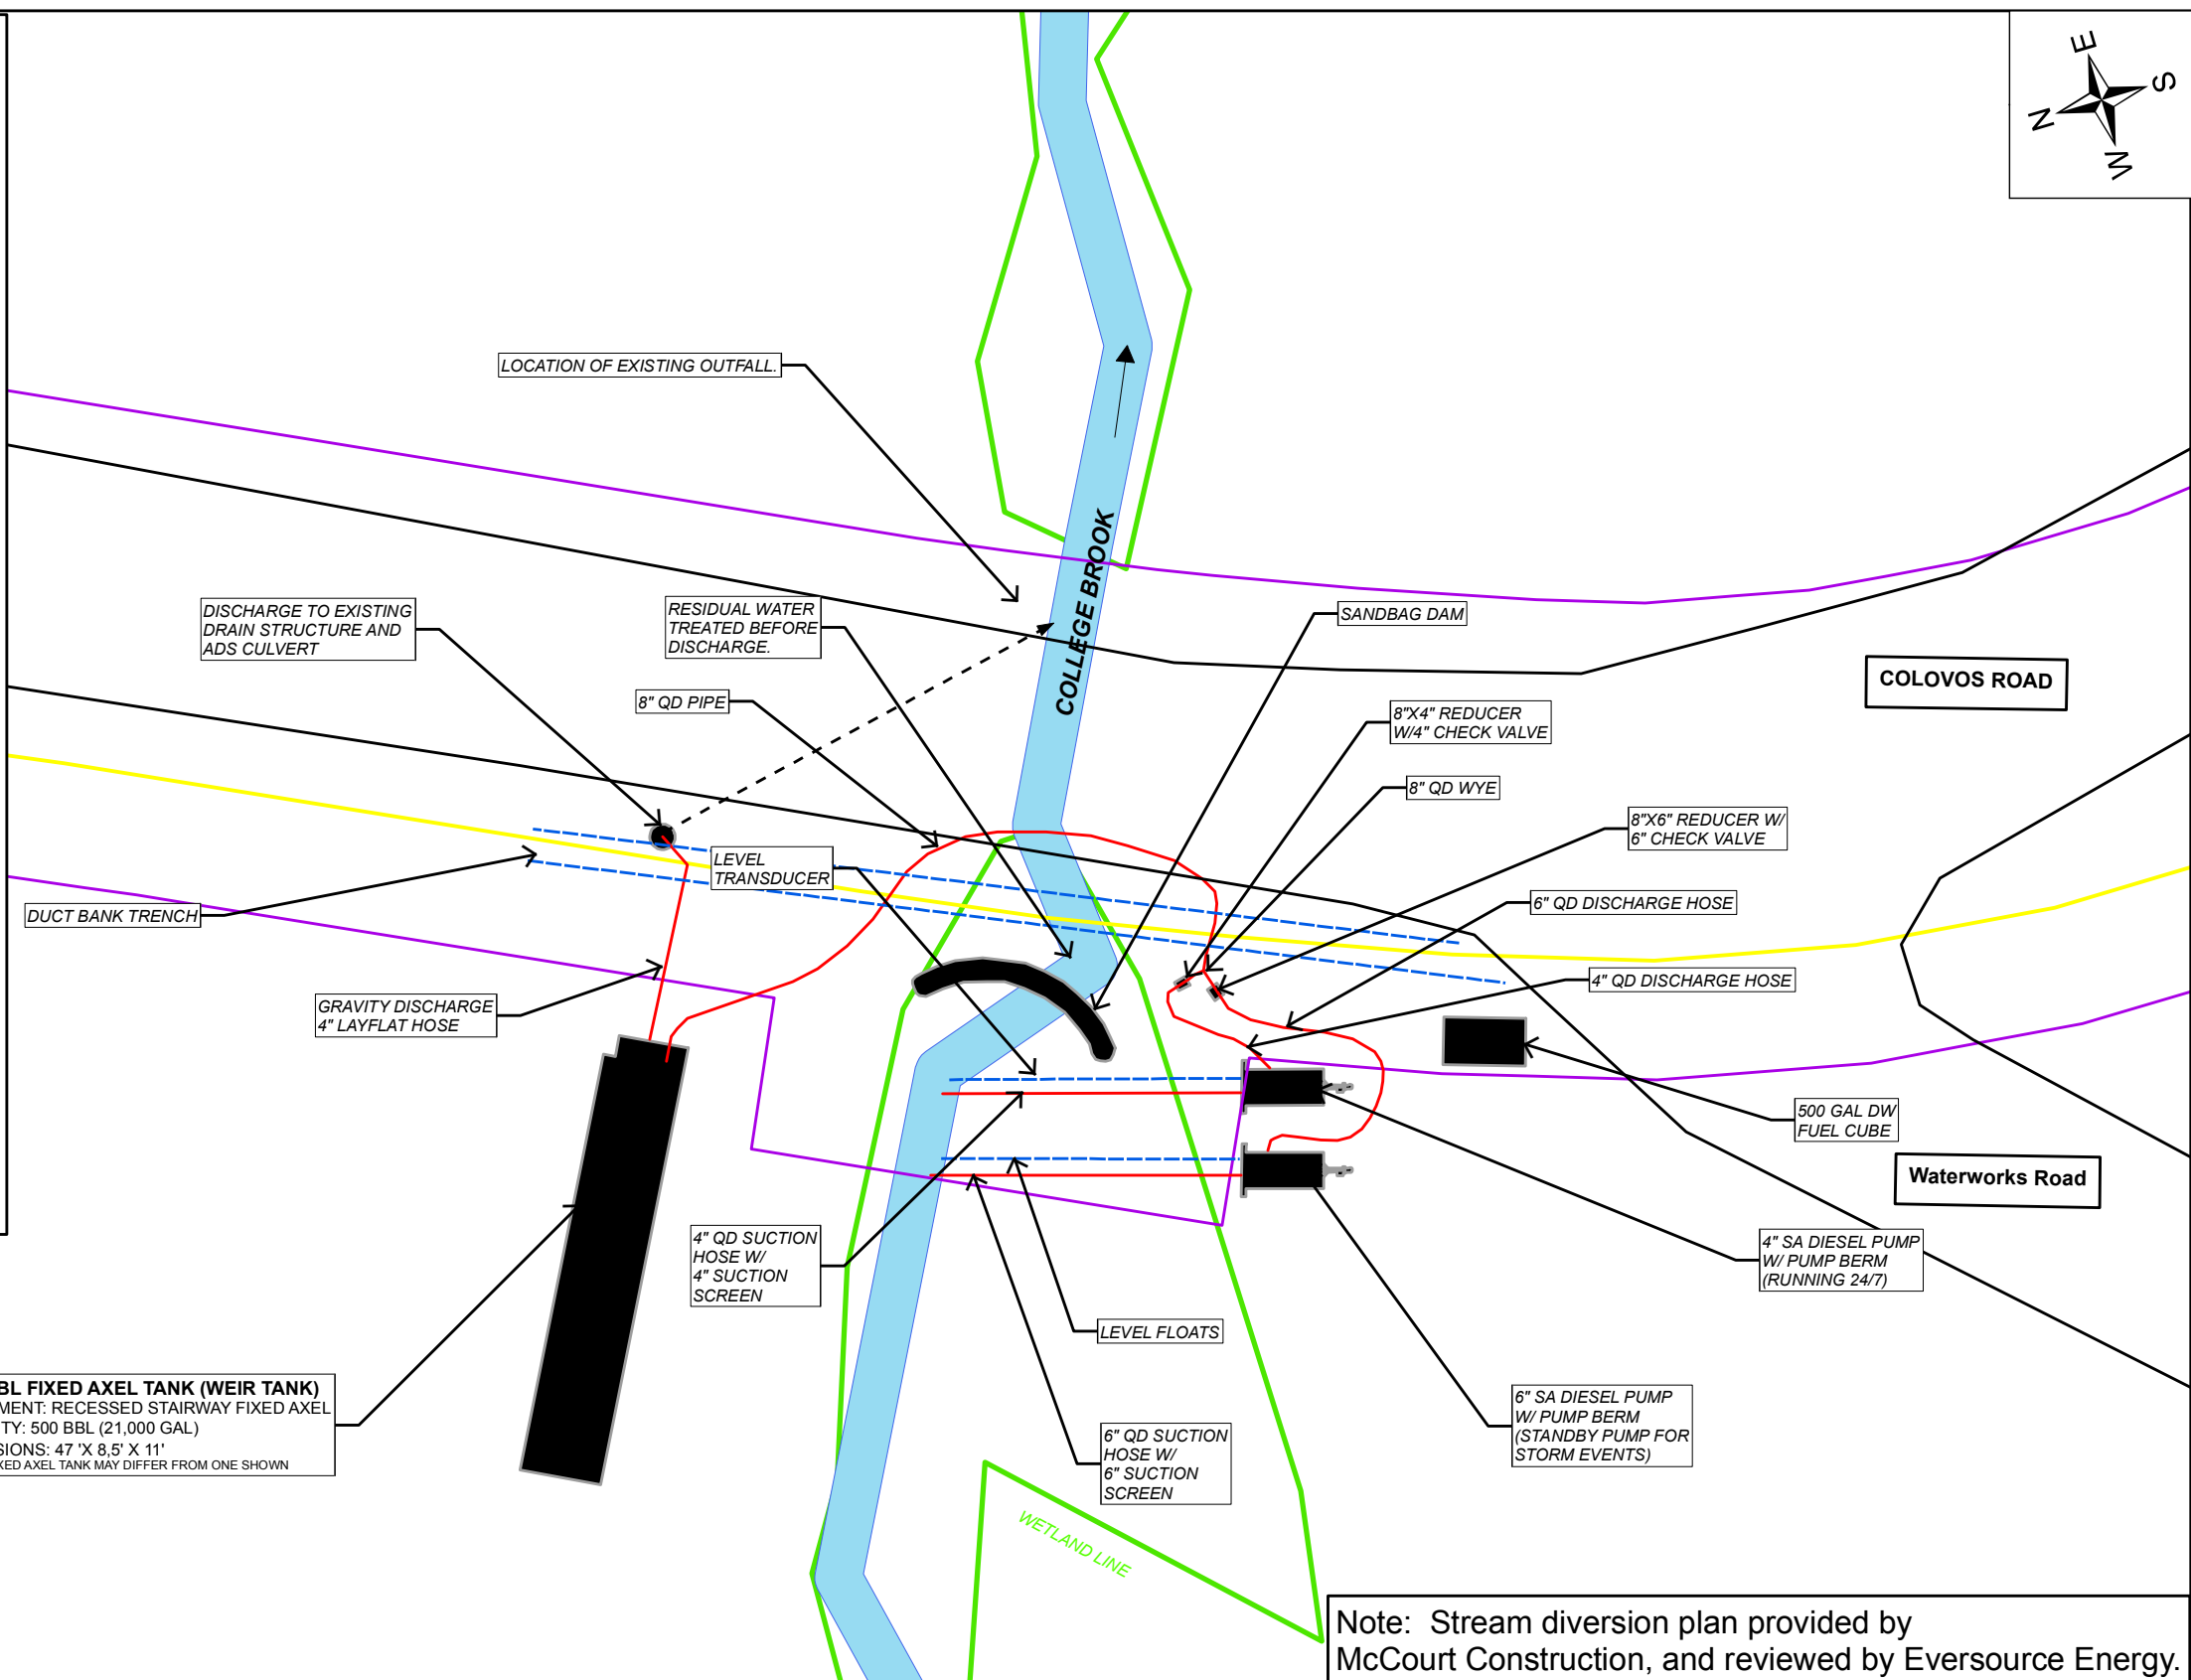 E
S
N
W
LOCATION OF EXISTING OUTFALL.
DISCHARGE TO EXISTING
DRAIN STRUCTURE AND
ADS CULVERT
RESIDUAL WATER
TREATED BEFORE
DISCHARGE.
COLLEGE BROOK
SANDBAG DAM
COLOVOS ROAD
8" QD PIPE
8"X4" REDUCER
W/4" CHECK VALVE
8" QD WYE
8"X6" REDUCER W/
6" CHECK VALVE
LEVEL
TRANSDUCER
6" QD DISCHARGE HOSE
DUCT BANK TRENCH
4" QD DISCHARGE HOSE
GRAVITY DISCHARGE
4" LAYFLAT HOSE
500 GAL DW
FUEL CUBE
Waterworks Road
4" QD SUCTION
HOSE W/
4" SUCTION
SCREEN
4" SA DIESEL PUMP
W/ PUMP BERM
(RUNNING 24/7)
LEVEL FLOATS
BL FIXED AXEL TANK (WEIR TANK)
MENT: RECESSED STAIRWAY FIXED AXEL
TY: 500 BBL (21,000 GAL)
SIONS: 47 'X 8,5' X 11'
XED AXEL TANK MAY DIFFER FROM ONE SHOWN
6" SA DIESEL PUMP
W/ PUMP BERM
(STANDBY PUMP FOR
STORM EVENTS)
6" QD SUCTION
HOSE W/
6" SUCTION
SCREEN
WETLAND LINE
Note: Stream diversion plan provided by
McCourt Construction, and reviewed by Eversource Energy.